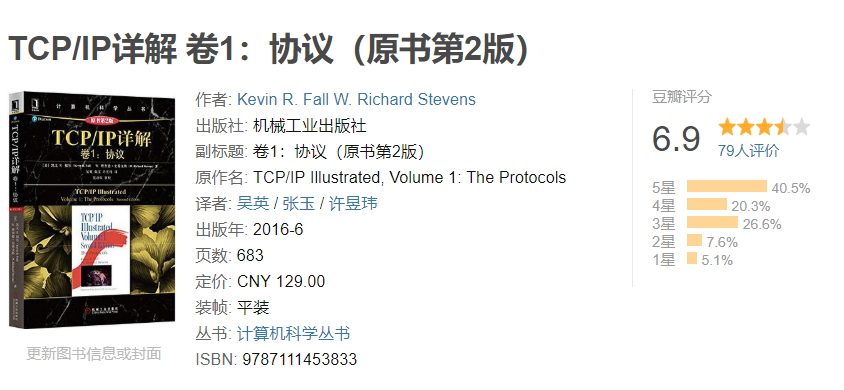 TCP/IP详解 卷1：协议（原书第2版）
计算机科学丛书
原书第2版
TCP/IP详解
卷1：协议
TCP/IP Illustrated
Volume 1: The Protocols
TCP/IP
Illustrated
Volume 1
更新图书信息或封面
作者: Kevin R. Fall W. Richard Stevens
出版社: 机械工业出版社
副标题: 卷1：协议（原书第2版）
原作名: TCP/IP Illustrated, Volume 1: The Protocols
译者: 吴英 / 张玉 / 许昱玮
出版年: 2016-6
页数: 683
定价: CNY 129.00
装帧: 平装
丛书: 计算机科学丛书
ISBN: 9787111453833
豆瓣评分
6.9
79人评价
5星 40.5%
4星 20.3%
3星 26.6%
2星 7.6%
1星 5.1%